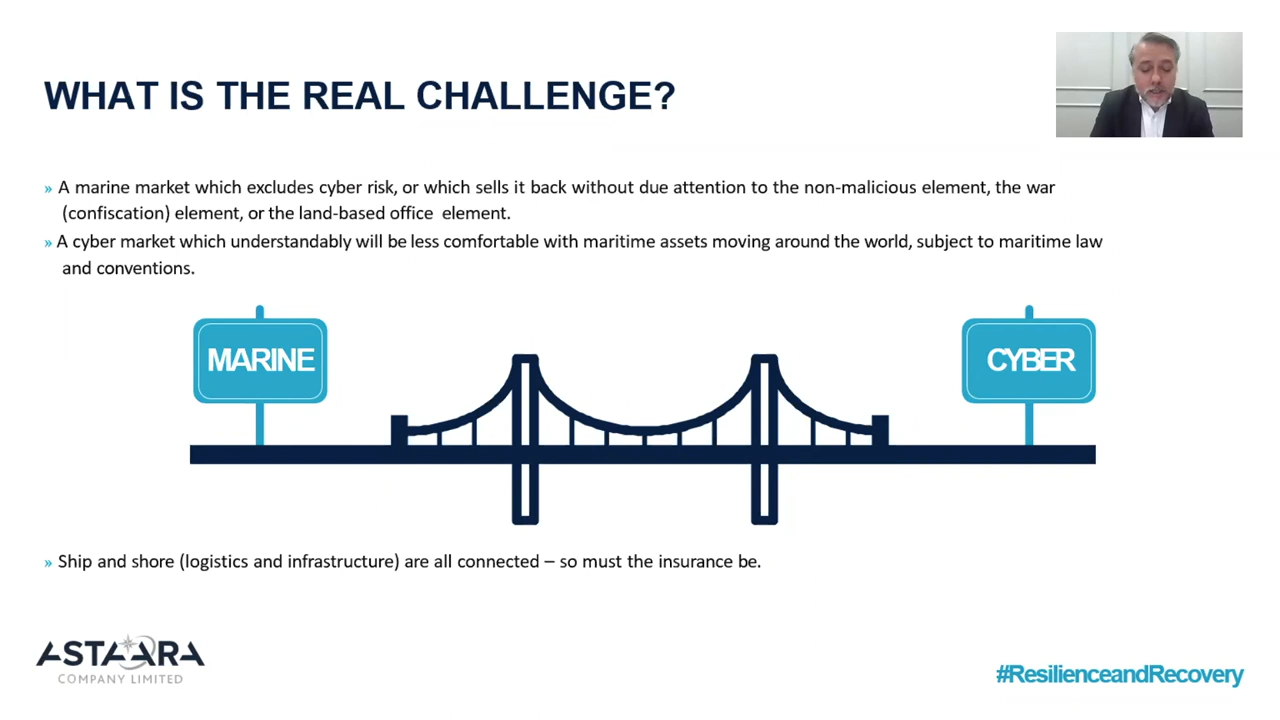 WHAT IS THE REAL CHALLENGE?
» A marine market which excludes cyber risk, or which sells it back without due attention to the non-malicious element, the war
(confiscation) element, or the land-based office element.
» A cyber market which understandably will be less comfortable with maritime assets moving around the world, subject to maritime law
and conventions.
MARINE
CYBER
» Ship and shore (logistics and infrastructure) are all connected – so must the insurance be.
ASTAARA
COMPANY LIMITED
#ResilienceandRecovery